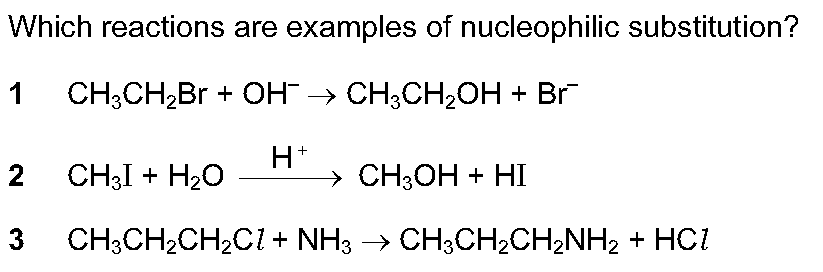 Which reactions are examples of nucleophilic substitution?
1 CH₃CH₂Br + OH⁻ → CH₃CH₂OH + Br⁻
2 CH₃I + H₂O —H⁺→ CH₃OH + HI
3 CH₃CH₂CH₂Cl + NH₃ → CH₃CH₂CH₂NH₂ + HCl